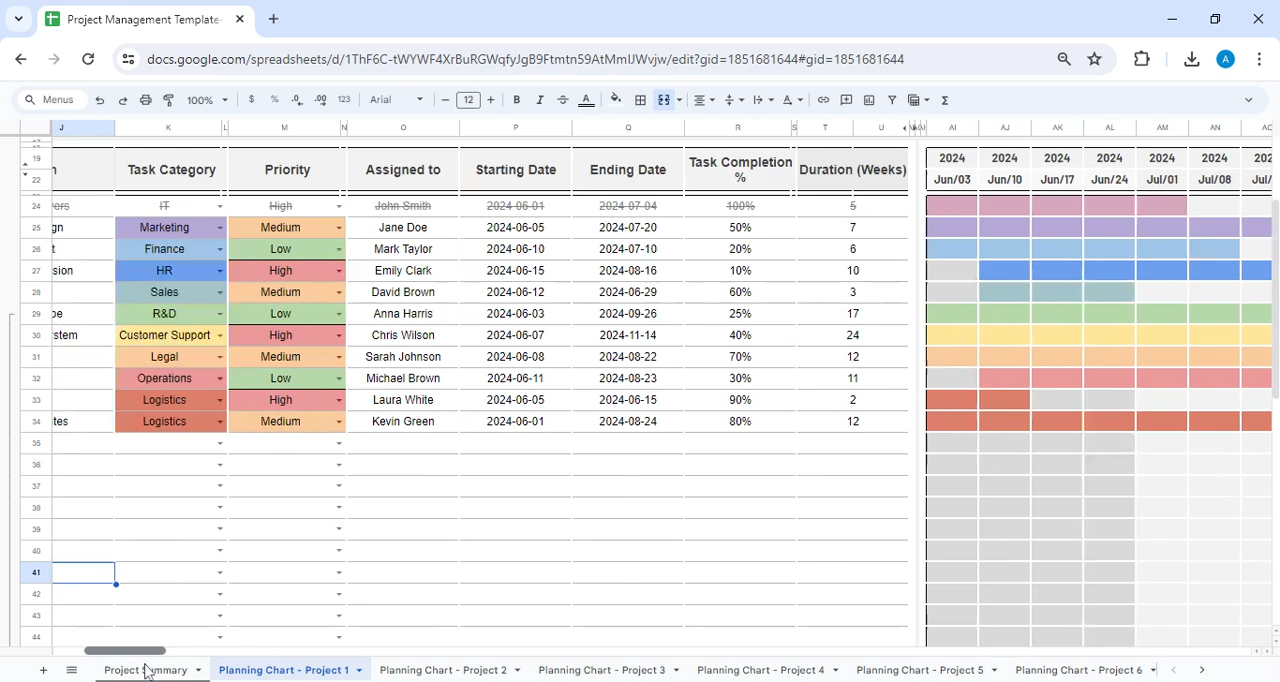 Project Management Template-
docs.google.com/spreadsheets/d/1ThF6C-tWYWF4XrBuRGWqfyJgB9Ftmtn59AtMmIJWvjw/edit?gid=1851681644#gid=1851681644
A
Menus 100% $ % .0 .00 123 Arial 12 B I A
J K L M N O P Q R S T U AI AJ AK AL AM AN
19 Task Category Priority Assigned to Starting Date Ending Date Task Completion % Duration (Weeks) 2024 2024 2024 2024 2024 2024 202
22 Jun/03 Jun/10 Jun/17 Jun/24 Jul/01 Jul/08 Jul/
24 vers IT High John Smith 2024-06-01 2024-07-04 100% 5
25 gn Marketing Medium Jane Doe 2024-06-05 2024-07-20 50% 7
26 t Finance Low Mark Taylor 2024-06-10 2024-07-10 20% 6
27 sion HR High Emily Clark 2024-06-15 2024-08-16 10% 10
28 Sales Medium David Brown 2024-06-12 2024-06-29 60% 3
29 pe R&D Low Anna Harris 2024-06-03 2024-09-26 25% 17
30 stem Customer Support High Chris Wilson 2024-06-07 2024-11-14 40% 24
31 Legal Medium Sarah Johnson 2024-06-08 2024-08-22 70% 12
32 Operations Low Michael Brown 2024-06-11 2024-08-23 30% 11
33 Logistics High Laura White 2024-06-05 2024-06-15 90% 2
34 tes Logistics Medium Kevin Green 2024-06-01 2024-08-24 80% 12
35
36
37
38
39
40
41
42
43
44
Project Summary Planning Chart - Project 1 Planning Chart - Project 2 Planning Chart - Project 3 Planning Chart - Project 4 Planning Chart - Project 5 Planning Chart - Project 6